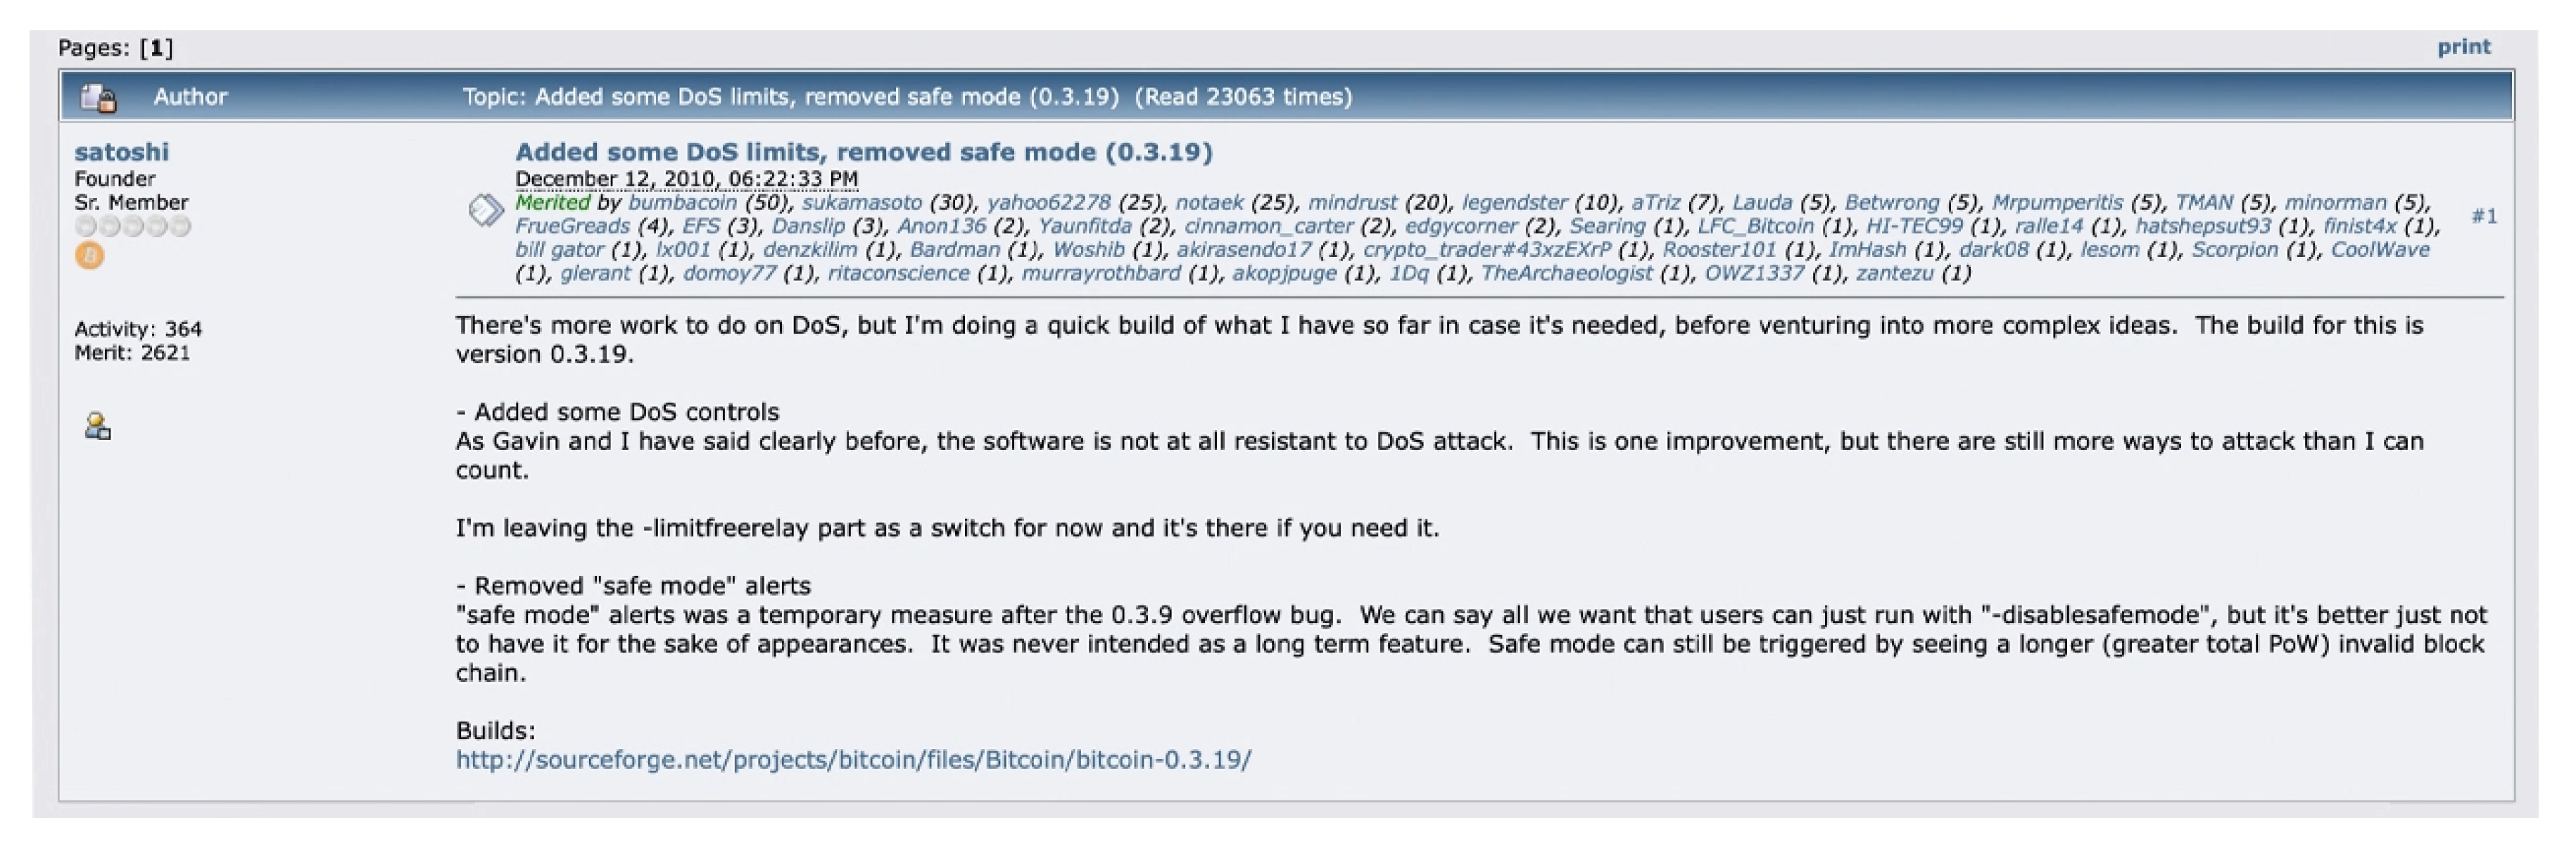 Pages: [1]
print
Author
Topic: Added some DoS limits, removed safe mode (0.3.19)  (Read 23063 times)
satoshi
Founder
Sr. Member
Activity: 364
Merit: 2621
Added some DoS limits, removed safe mode (0.3.19)
December 12, 2010, 06:22:33 PM
Merited by bumbacoin (50), sukamasoto (30), yahoo62278 (25), notaek (25), mindrust (20), legendster (10), aTriz (7), Lauda (5), Betwrong (5), Mrpumperitis (5), TMAN (5), minorman (5),
FrueGreads (4), EFS (3), Danslip (3), Anon136 (2), Yaunfitda (2), cinnamon_carter (2), edgycorner (2), Searing (1), LFC_Bitcoin (1), HI-TEC99 (1), ralle14 (1), hatshepsut93 (1), finist4x (1),
bill gator (1), lx001 (1), denzkilim (1), Bardman (1), Woshib (1), akirasendo17 (1), crypto_trader#43xzEXrP (1), Rooster101 (1), ImHash (1), dark08 (1), lesom (1), Scorpion (1), CoolWave
(1), glerant (1), domoy77 (1), ritaconscience (1), murrayrothbard (1), akopjpuge (1), 1Dq (1), TheArchaeologist (1), OWZ1337 (1), zantezu (1)
#1
There's more work to do on DoS, but I'm doing a quick build of what I have so far in case it's needed, before venturing into more complex ideas.  The build for this is
version 0.3.19.
- Added some DoS controls
As Gavin and I have said clearly before, the software is not at all resistant to DoS attack.  This is one improvement, but there are still more ways to attack than I can
count.
I'm leaving the -limitfreerelay part as a switch for now and it's there if you need it.
- Removed "safe mode" alerts
"safe mode" alerts was a temporary measure after the 0.3.9 overflow bug.  We can say all we want that users can just run with "-disablesafemode", but it's better just not
to have it for the sake of appearances.  It was never intended as a long term feature.  Safe mode can still be triggered by seeing a longer (greater total PoW) invalid block
chain.
Builds:
http://sourceforge.net/projects/bitcoin/files/Bitcoin/bitcoin-0.3.19/